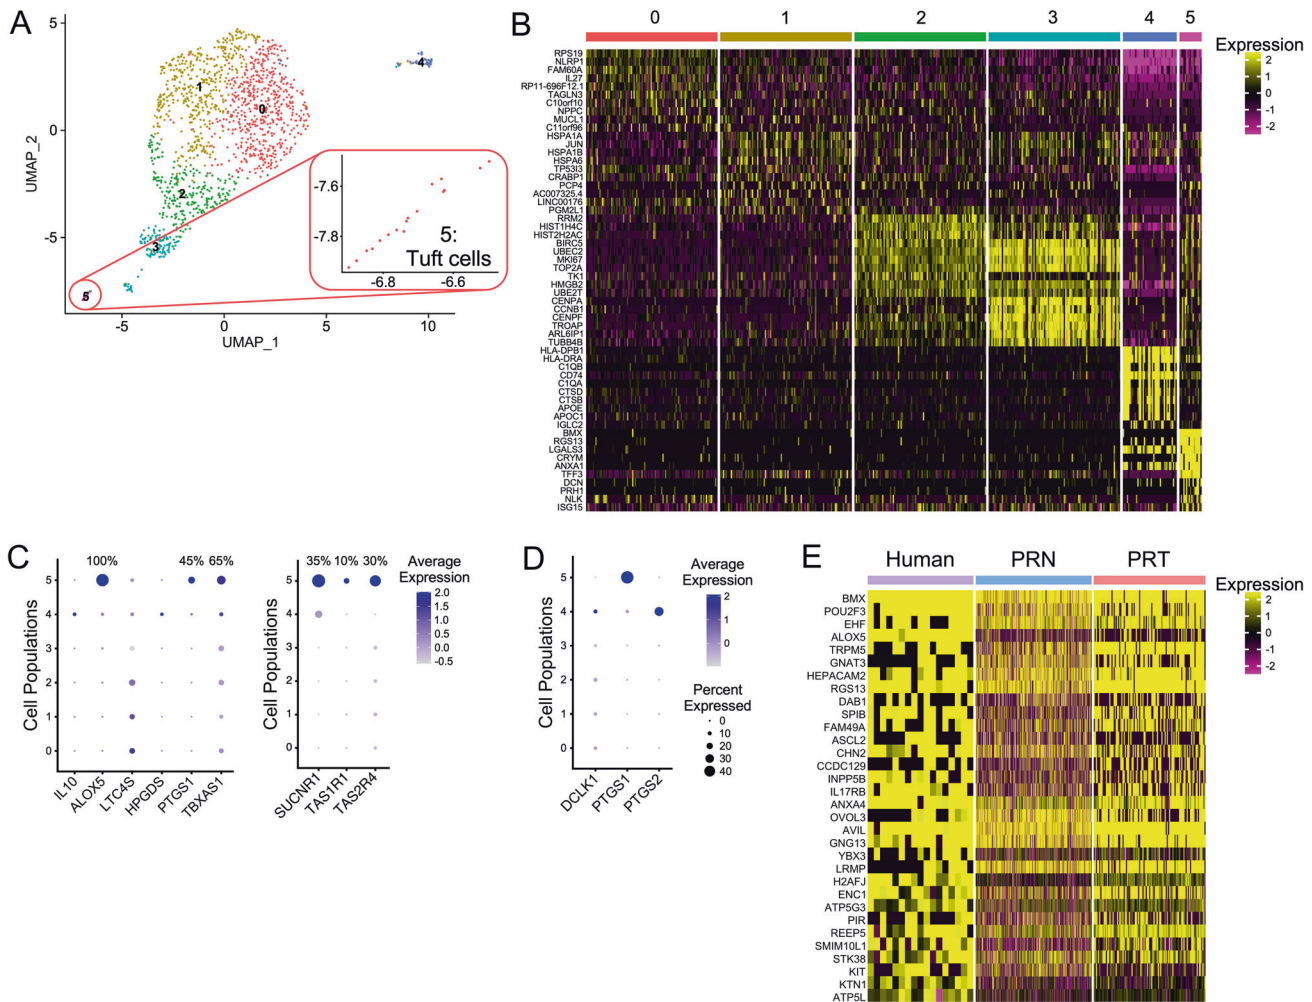 A
5
0
-5
UMAP_2
-5
0
5
10
UMAP_1
0
1
2
3
4
5
-7.6
-7.8
-6.8
-6.6
5:
Tuft cells
B
0 1 2 3 4 5
RPS19
NLRP1
FAM60A
IL27
RP11-696F12.1
TAGLN3
C10orf10
NPPC
MUCL1
C11orf96
HSPA1A
JUN
HSPA1B
HSPA6
TP53I3
CRABP1
PCP4
AC007325.4
LINC00176
PGM2L1
RRM2
HIST1H4C
HIST2H2AC
BIRC5
UBEC2
MKI67
TOP2A
TK1
HMGB2
UBE2T
CENPA
CCNB1
CENPF
TROAP
ARL6IP1
TUBB4B
HLA-DPB1
HLA-DRA
C1QB
CD74
C1QA
CTSD
CTSB
APOE
APOC1
IGLC2
BMX
RGS13
LGALS3
CRYM
ANXA1
TFF3
DCN
PRH1
NLK
ISG15
Expression
2
1
0
-1
-2
C
100% 45% 65%
5
4
3
2
1
0
Cell Populations
IL10
ALOX5
LTC4S
HPGDS
PTGS1
TBXAS1
35% 10% 30%
5
4
3
2
1
0
Cell Populations
SUCNR1
TAS1R1
TAS2R4
Average
Expression
2.0
1.5
1.0
0.5
0.0
-0.5
D
5
4
3
2
1
0
Cell Populations
DCLK1
PTGS1
PTGS2
Average
Expression
2
1
0
Percent
Expressed
0
10
20
30
40
E
Human PRN PRT
BMX
POU2F3
EHF
ALOX5
TRPM5
GNAT3
HEPACAM2
RGS13
DAB1
SPIB
FAM49A
ASCL2
CHN2
CCDC129
INPP5B
IL17RB
ANXA4
OVOL3
AVIL
GNG13
YBX3
LRMP
H2AFJ
ENC1
ATP5G3
PIR
REEP5
SMIM10L1
STK38
KIT
KTN1
ATP5L
Expression
2
1
0
-1
-2